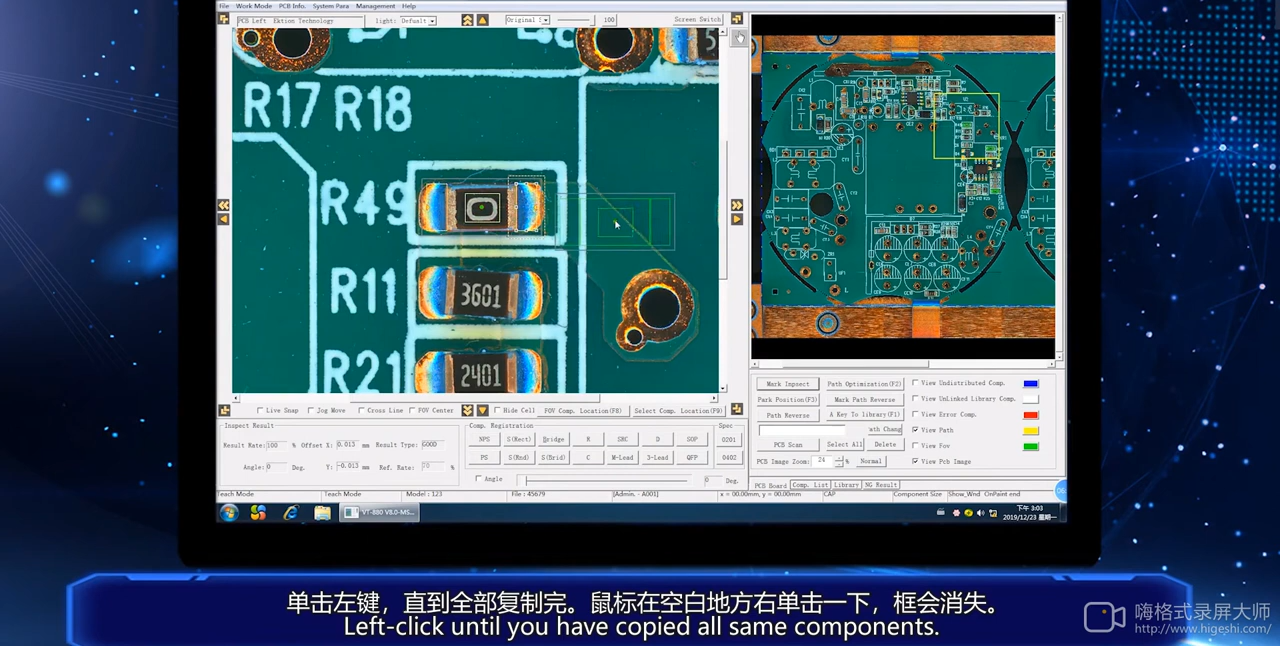 File Work Mode PCB Info. System Para Management Help
PCB Left Ektion Technology light: Default Original S 100 Screen Switch
R17 R18
R49
0
R11
3601
R21
2401
Live Snap Jog Move Cross Line FOV Center Hide Cell FOV Comp. Location(F8) Select Comp. Location(F9)
Inspect Result
Result Rate: 100 % Offset X: 0.013 mm Result Type: GOOD
Angle: 0 Deg. Y: -0.013 mm Ref. Rate: 70 %
Comp. Registration
NPS S(Rect) Bridge R SRC D SOP
PS S(Rnd) S(Brid) C M-Lead 3-Lead QFP
Angle 0 Deg.
Spec
0201
0402
Mark Inspect Path Optimization(F2) View Undistributed Comp.
Park Position(F3) Mark Path Reverse View UnLinked Library Comp.
Path Reverse A Key To library(F1) View Error Comp.
wth Chang View Path
PCB Scan Select All Delete View Fov
PCB Image Zoom: 24 % Normal View Pcb Image
PCB Board Comp. List Library NG Result
Teach Mode Teach Mode Model : 123 File : 45679 [Admin. - A001] x = 00.00mm, y = 00.00mm CAP Component Size Show_Wnd OnPaint end
VT-880 V8.0-MS...
下午 3:03
2019/12/23 星期一
单击左键，直到全部复制完。鼠标在空白地方右单击一下，框会消失。
Left-click until you have copied all same components.
嗨格式录屏大师
http://www.higeshi.com/